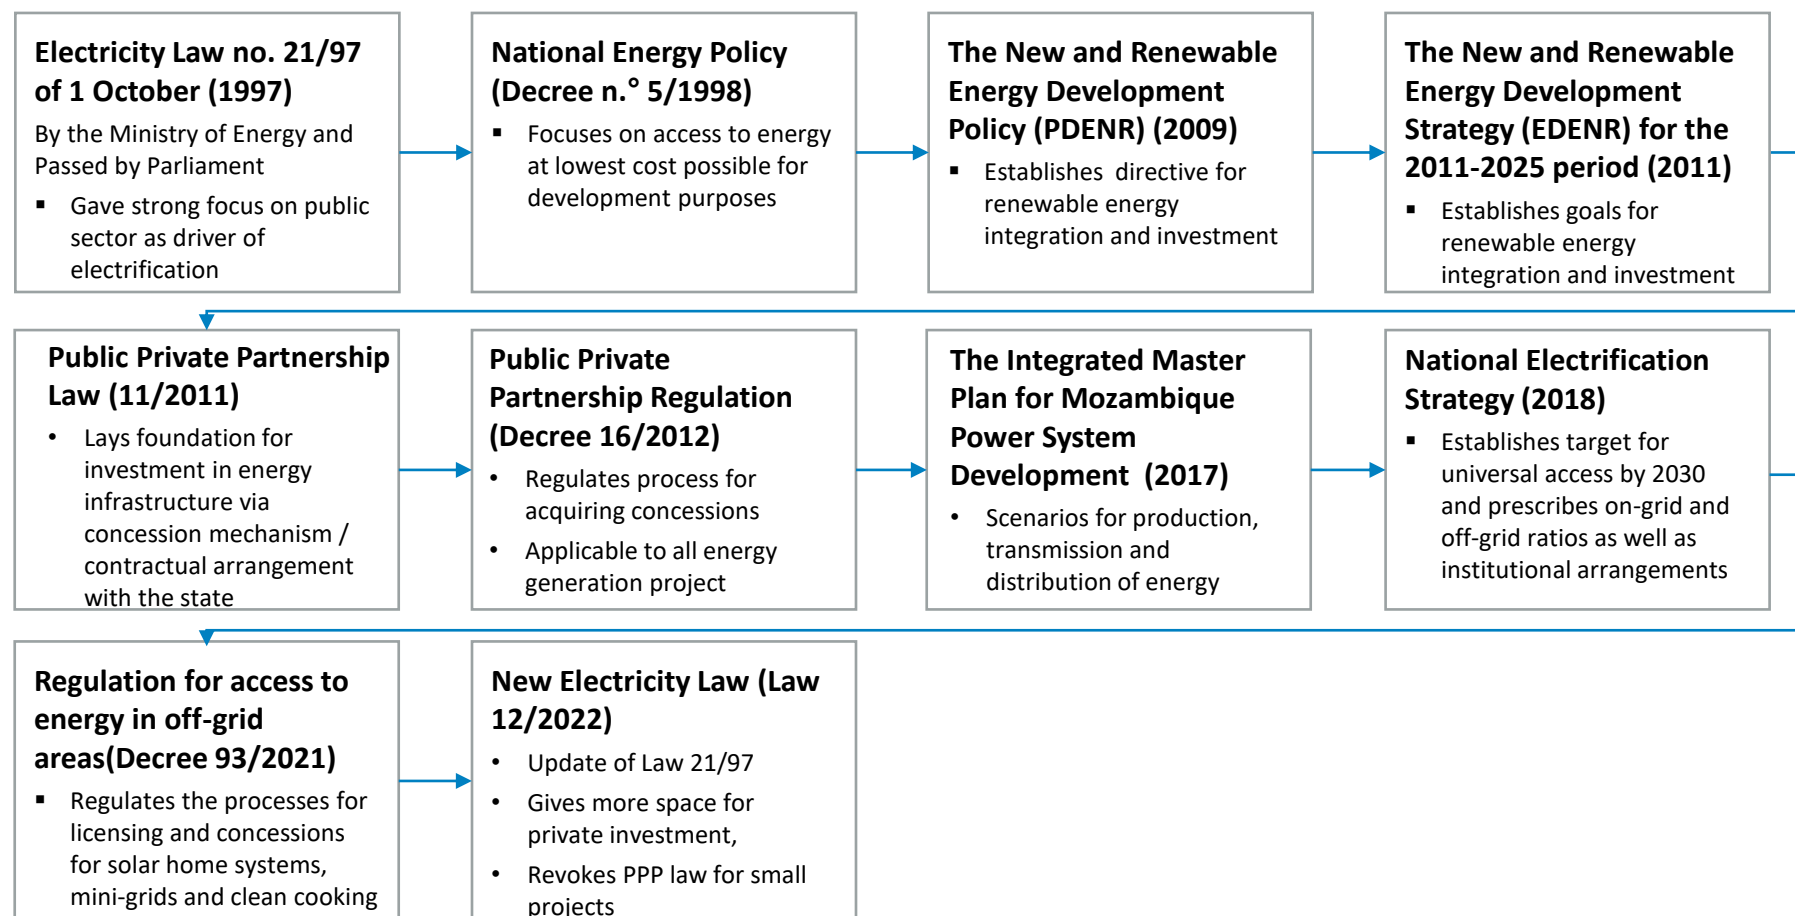 Electricity Law no. 21/97
of 1 October (1997)
By the Ministry of Energy and
Passed by Parliament
▪ Gave strong focus on public
sector as driver of
electrification
National Energy Policy
(Decree n.° 5/1998)
▪ Focuses on access to energy
at lowest cost possible for
development purposes
The New and Renewable
Energy Development
Policy (PDENR) (2009)
▪ Establishes directive for
renewable energy
integration and investment
The New and Renewable
Energy Development
Strategy (EDENR) for the
2011-2025 period (2011)
▪ Establishes goals for
renewable energy
integration and investment
Public Private Partnership
Law (11/2011)
• Lays foundation for
investment in energy
infrastructure via
concession mechanism /
contractual arrangement
with the state
Public Private
Partnership Regulation
(Decree 16/2012)
• Regulates process for
acquiring concessions
• Applicable to all energy
generation project
The Integrated Master
Plan for Mozambique
Power System
Development (2017)
• Scenarios for production,
transmission and
distribution of energy
National Electrification
Strategy (2018)
▪ Establishes target for
universal access by 2030
and prescribes on-grid and
off-grid ratios as well as
institutional arrangements
Regulation for access to
energy in off-grid
areas(Decree 93/2021)
▪ Regulates the processes for
licensing and concessions
for solar home systems,
mini-grids and clean cooking
New Electricity Law (Law
12/2022)
• Update of Law 21/97
• Gives more space for
private investment,
• Revokes PPP law for small
projects